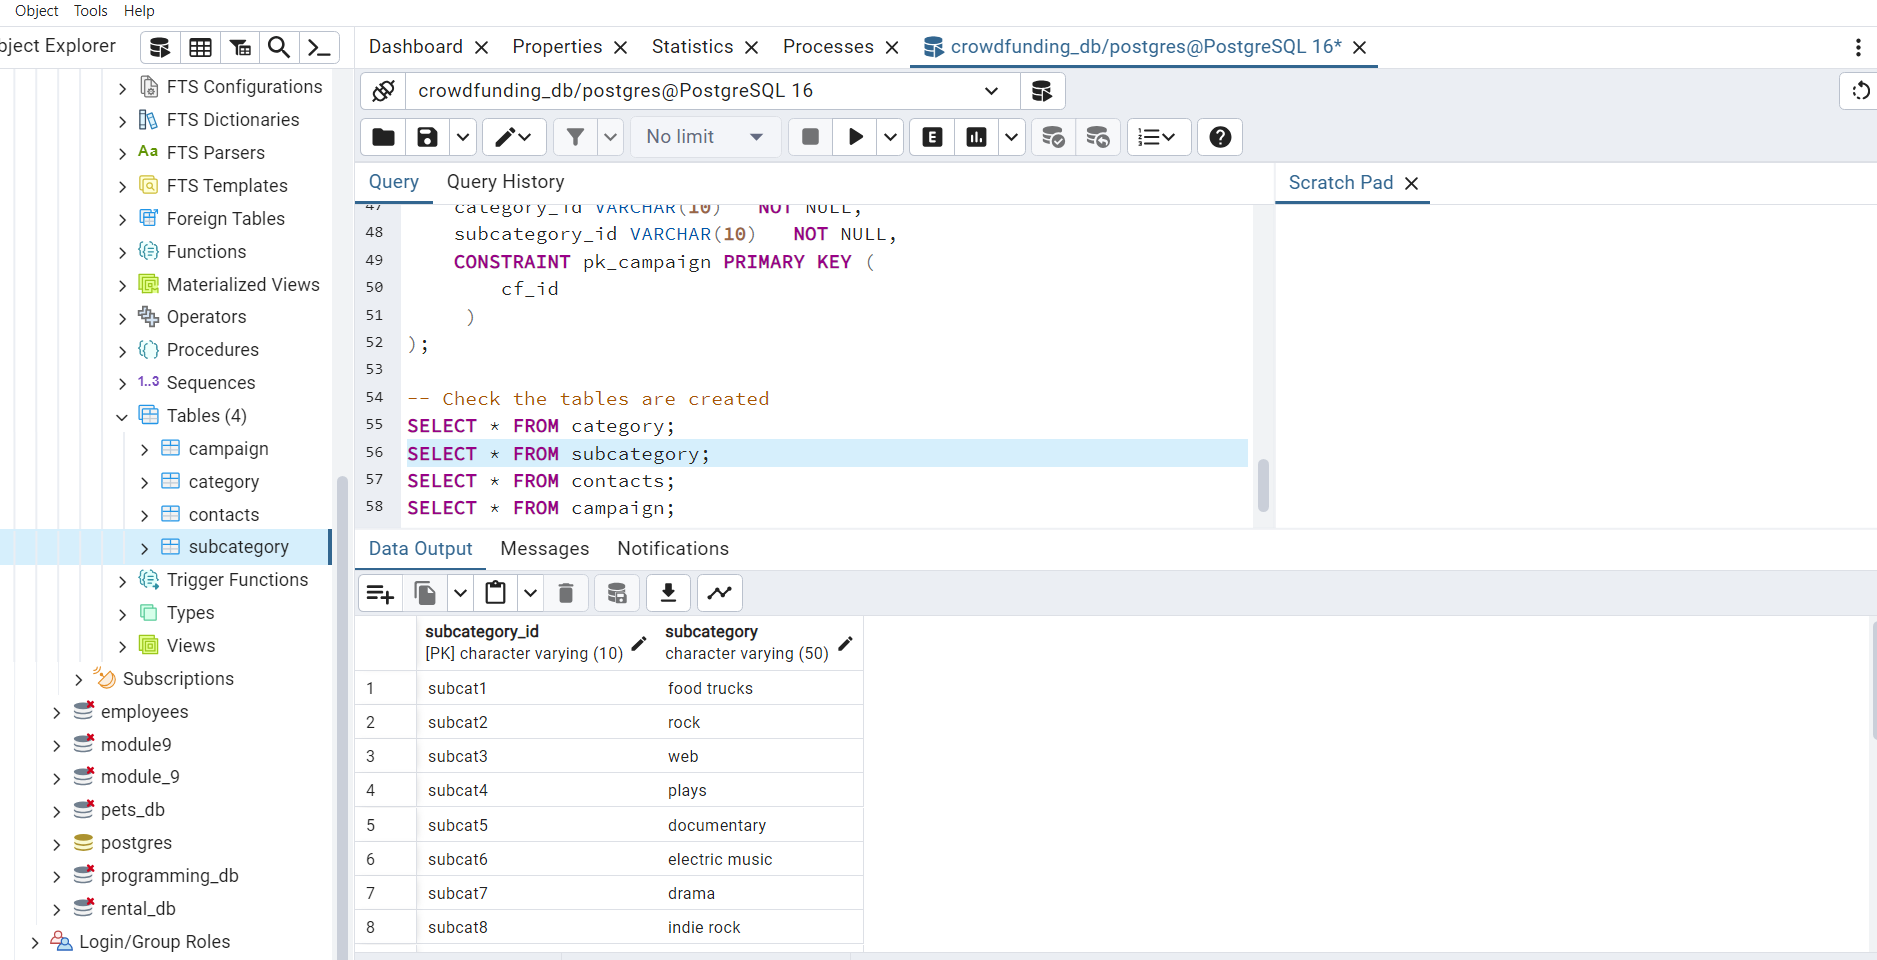 Object Tools Help
bject Explorer
Dashboard Properties Statistics Processes crowdfunding_db/postgres@PostgreSQL 16*
crowdfunding_db/postgres@PostgreSQL 16
No limit
E
Query Query History
Scratch Pad
FTS Configurations
FTS Dictionaries
Aa FTS Parsers
FTS Templates
Foreign Tables
Functions
Materialized Views
Operators
Procedures
1..3 Sequences
Tables (4)
campaign
category
contacts
subcategory
Trigger Functions
Types
Views
Subscriptions
employees
module9
module_9
pets_db
postgres
programming_db
rental_db
Login/Group Roles
47 category_id VARCHAR(10) NOT NULL,
48 subcategory_id VARCHAR(10) NOT NULL,
49 CONSTRAINT pk_campaign PRIMARY KEY (
50 cf_id
51 )
52 );
53
54 -- Check the tables are created
55 SELECT * FROM category;
56 SELECT * FROM subcategory;
57 SELECT * FROM contacts;
58 SELECT * FROM campaign;
Data Output Messages Notifications
subcategory_id subcategory
[PK] character varying (10) character varying (50)
1 subcat1 food trucks
2 subcat2 rock
3 subcat3 web
4 subcat4 plays
5 subcat5 documentary
6 subcat6 electric music
7 subcat7 drama
8 subcat8 indie rock